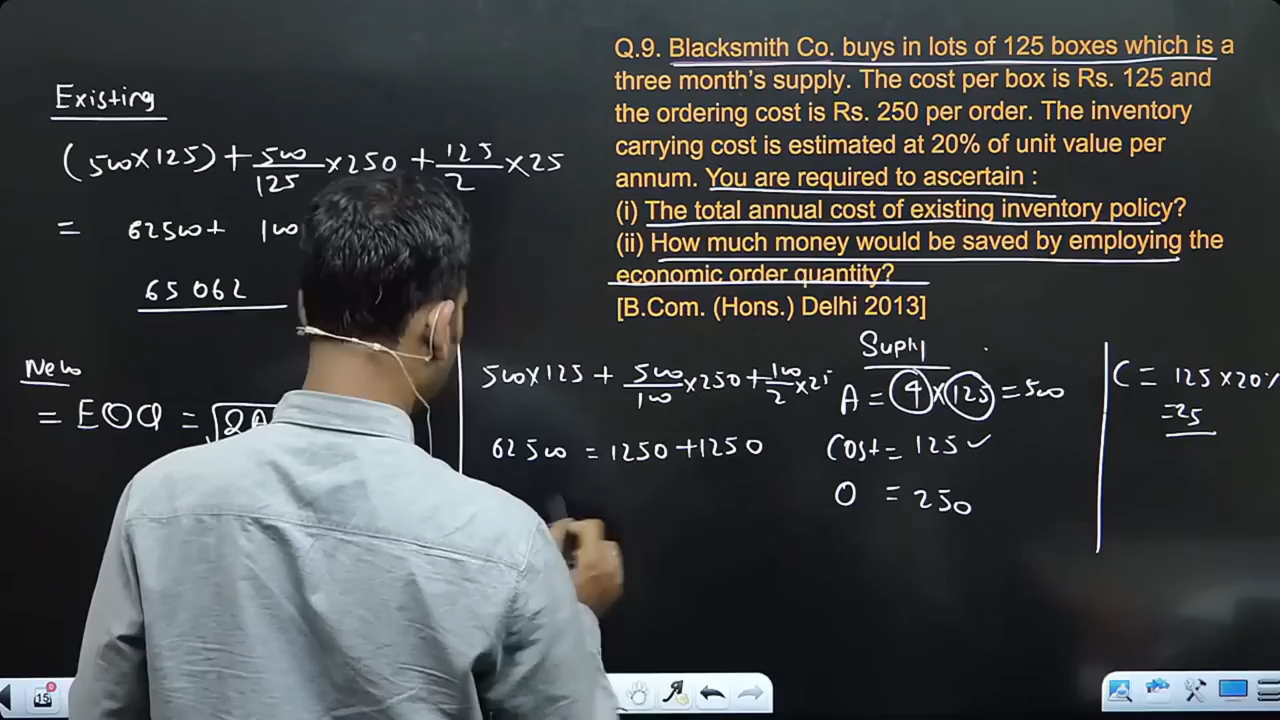 Q.9. Blacksmith Co. buys in lots of 125 boxes which is a
three month's supply. The cost per box is Rs. 125 and
the ordering cost is Rs. 250 per order. The inventory
carrying cost is estimated at 20% of unit value per
annum. You are required to ascertain :
(i) The total annual cost of existing inventory policy?
(ii) How much money would be saved by employing the
economic order quantity?
[B.Com. (Hons.) Delhi 2013]
Existing
(500×125) + 500/125 ×250 + 125/2 ×25
= 62500+ 100
65062
New
= EOQ = √2A
500×125 + 500/100 ×250 + 100/2 ×25
62500 = 1250 +1250
Suply
A = 4 × 125 = 500
Cost = 125 ✓
O = 250
C = 125 ×20%
=25
15
0